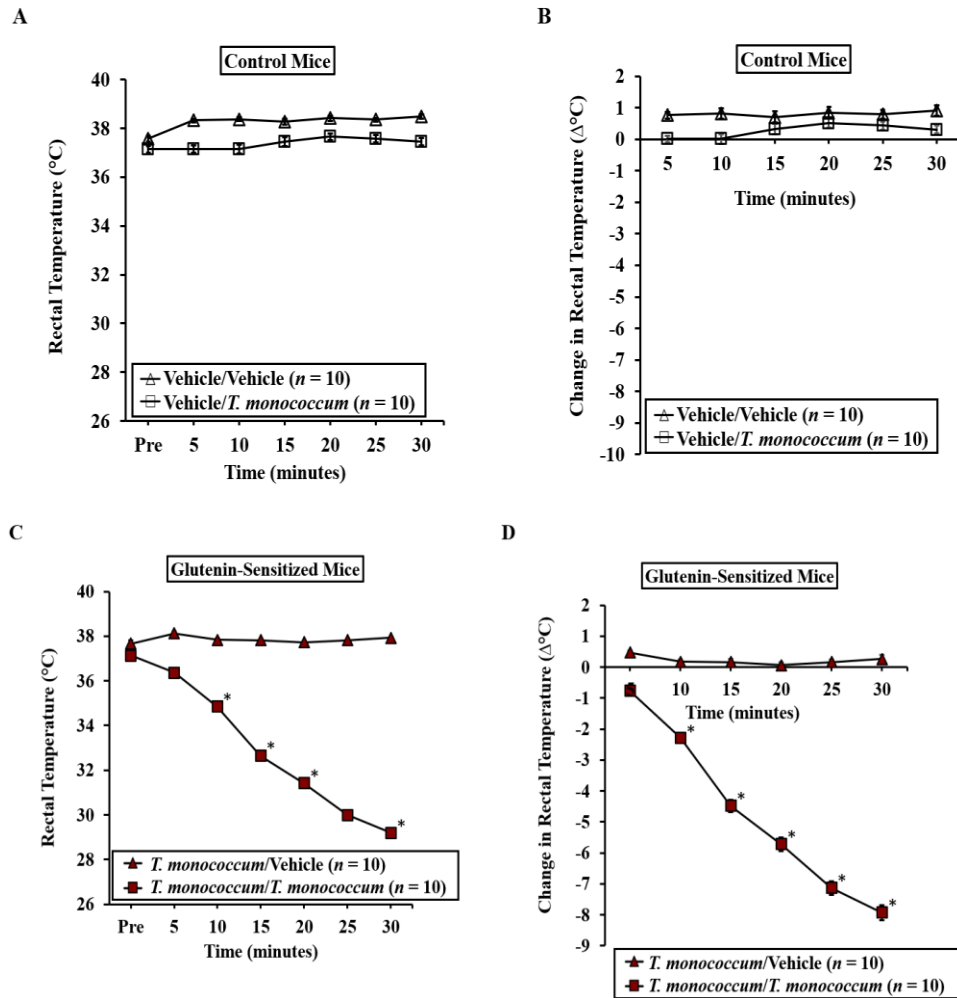 A
Control Mice
Rectal Temperature (°C)
40
38
36
34
32
30
28
26
Vehicle/Vehicle (n = 10)
Vehicle/T. monococcum (n = 10)
Pre 5 10 15 20 25 30
Time (minutes)
B
Control Mice
Change in Rectal Temperature (Δ°C)
2
1
0
-1
-2
-3
-4
-5
-6
-7
-8
-9
-10
5 10 15 20 25 30
Time (minutes)
Vehicle/Vehicle (n = 10)
Vehicle/T. monococcum (n = 10)
C
Glutenin-Sensitized Mice
Rectal Temperature (°C)
40
38
36
34
32
30
28
26
* * * *
T. monococcum/Vehicle (n = 10)
T. monococcum/T. monococcum (n = 10)
Pre 5 10 15 20 25 30
Time (minutes)
D
Glutenin-Sensitized Mice
Change in Rectal Temperature (Δ°C)
2
1
0
-1
-2
-3
-4
-5
-6
-7
-8
-9
10 15 20 25 30
Time (minutes)
* * * * *
T. monococcum/Vehicle (n = 10)
T. monococcum/T. monococcum (n = 10)